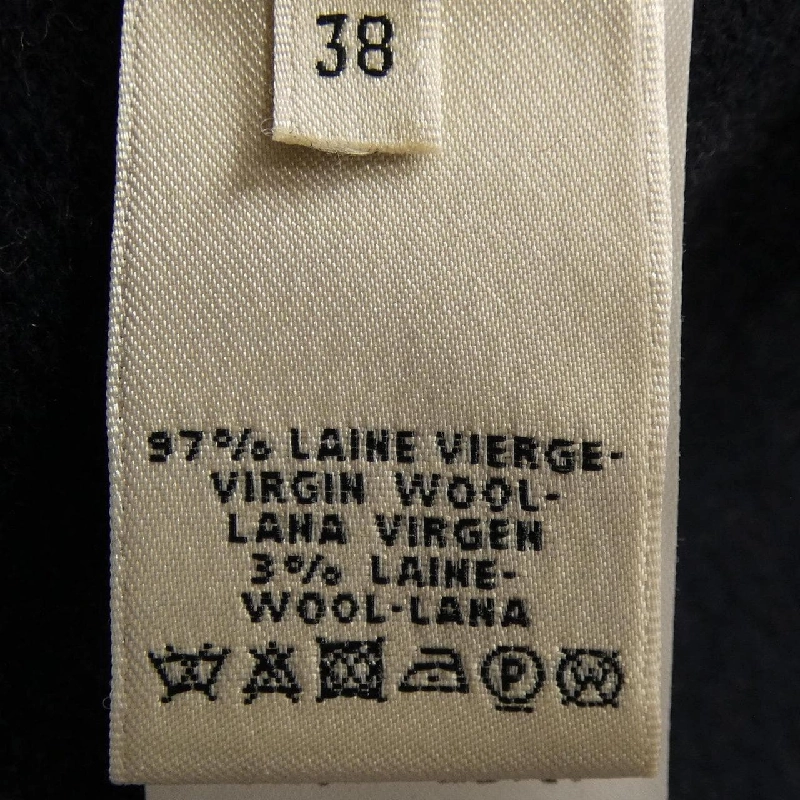 38
97% LAINE VIERGE-
VIRGIN WOOL-
LANA VIRGEN
3% LAINE-
WOOL-LANA
P W